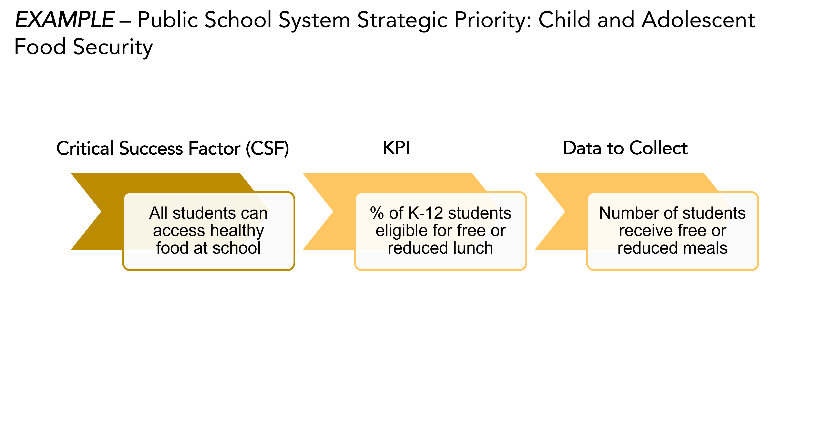 EXAMPLE – Public School System Strategic Priority: Child and Adolescent
Food Security
Critical Success Factor (CSF)
KPI
Data to Collect
All students can
access healthy
food at school
% of K-12 students
eligible for free or
reduced lunch
Number of students
receive free or
reduced meals